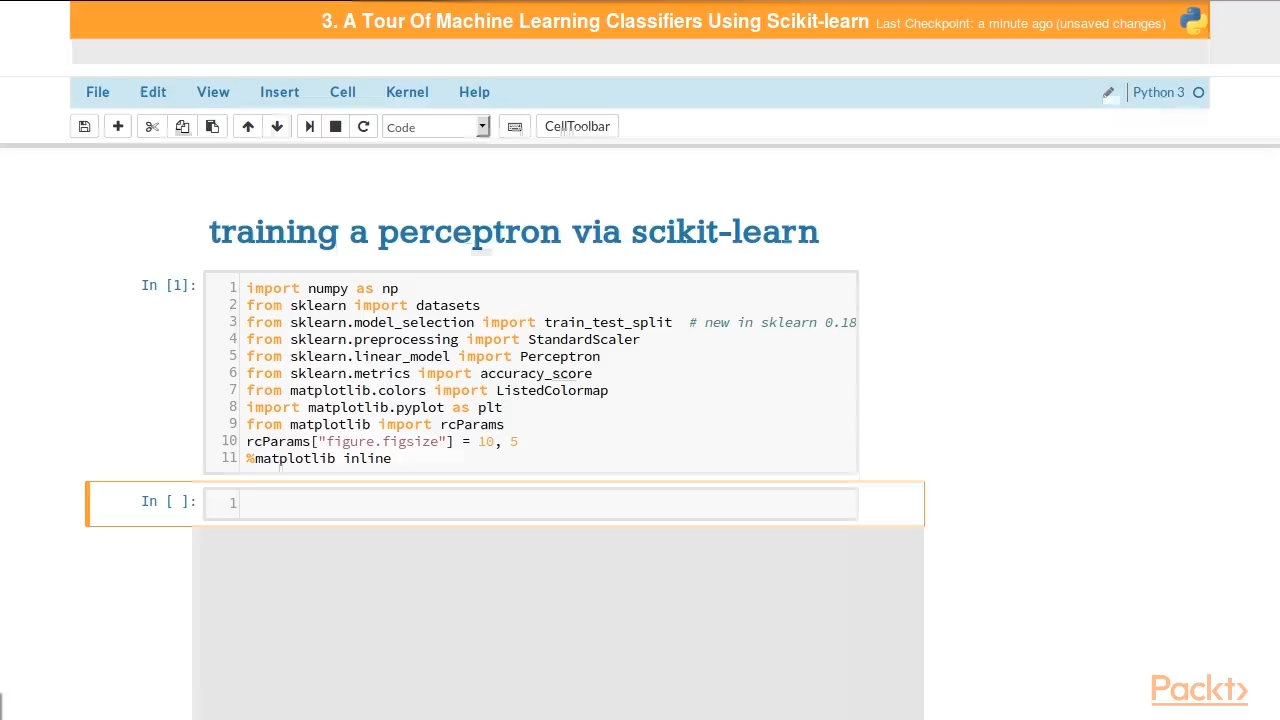 3. A Tour Of Machine Learning Classifiers Using Scikit-learn Last Checkpoint: a minute ago (unsaved changes)
File Edit View Insert Cell Kernel Help Python 3
Code CellToolbar
training a perceptron via scikit-learn
In [1]:
1 import numpy as np
2 from sklearn import datasets
3 from sklearn.model_selection import train_test_split # new in sklearn 0.18
4 from sklearn.preprocessing import StandardScaler
5 from sklearn.linear_model import Perceptron
6 from sklearn.metrics import accuracy_score
7 from matplotlib.colors import ListedColormap
8 import matplotlib.pyplot as plt
9 from matplotlib import rcParams
10 rcParams["figure.figsize"] = 10, 5
11 %matplotlib inline
In [ ]: 1
Packt>